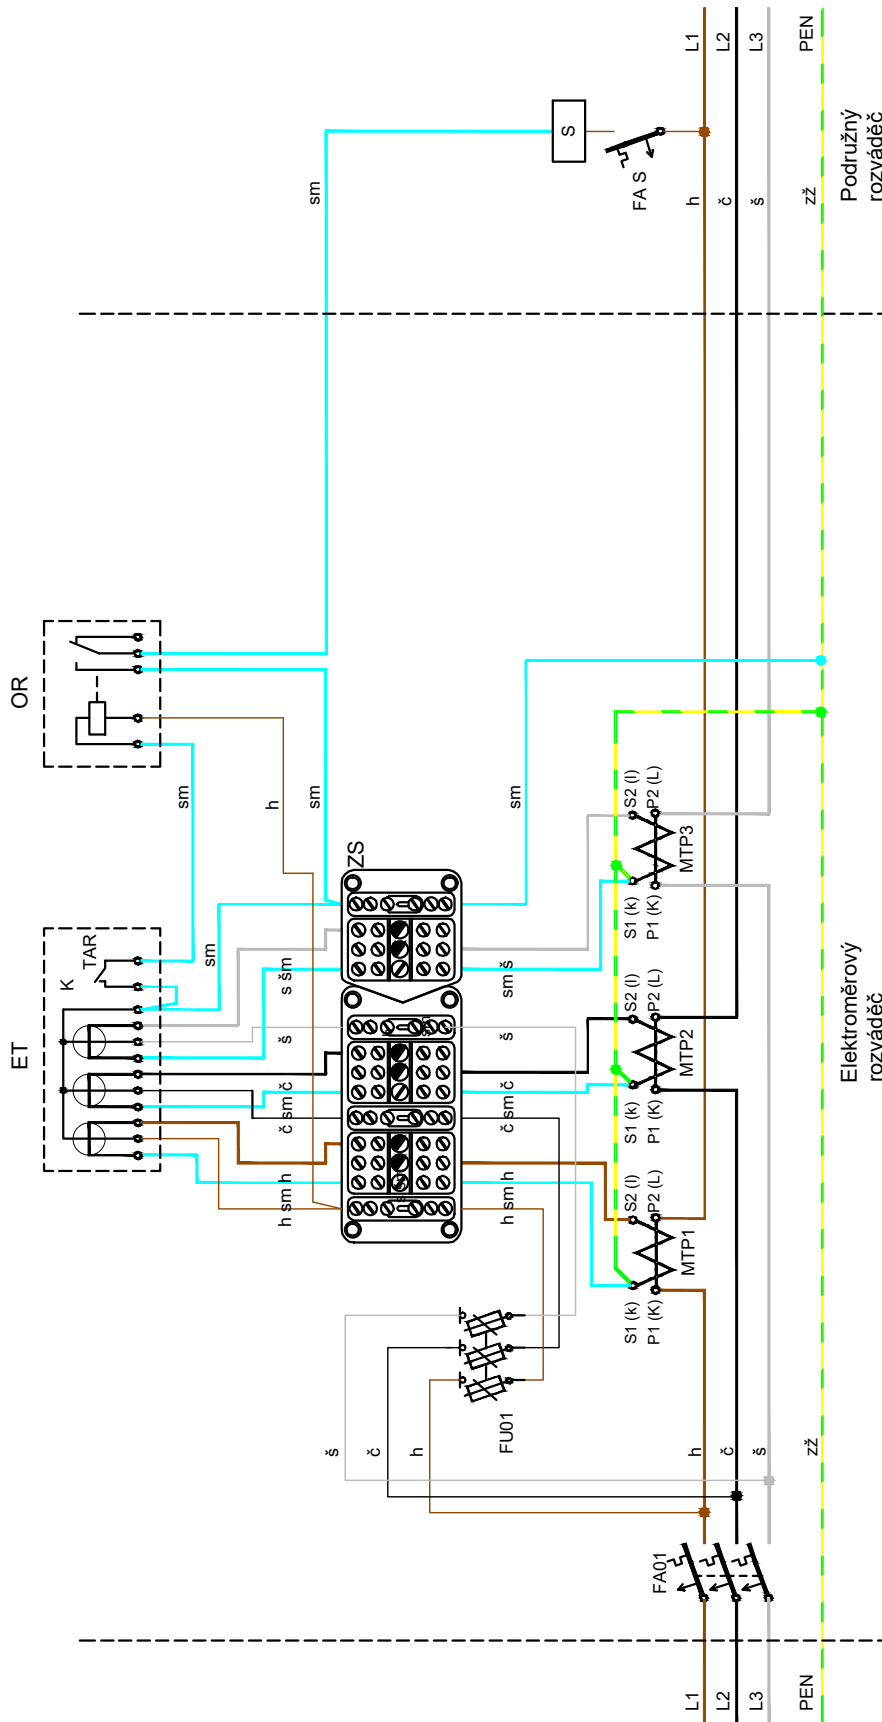 L1
L2
L3
PEN
Podružný
rozváděč
S
FA S
h
č
š
zž
sm
OR
sm
h
sm
sm
ZS
ET
K
TAR
sm
s šm
š
č sm č
h sm h
sm š
š
č sm č
h sm h
S2 (l)
P2 (L)
MTP3
S1 (k)
P1 (K)
S2 (l)
P2 (L)
MTP2
S1 (k)
P1 (K)
S2 (l)
P2 (L)
MTP1
S1 (k)
P1 (K)
Elektroměrový
rozváděč
FU01
š
č
h
h
č
š
zž
FA01
L1
L2
L3
PEN